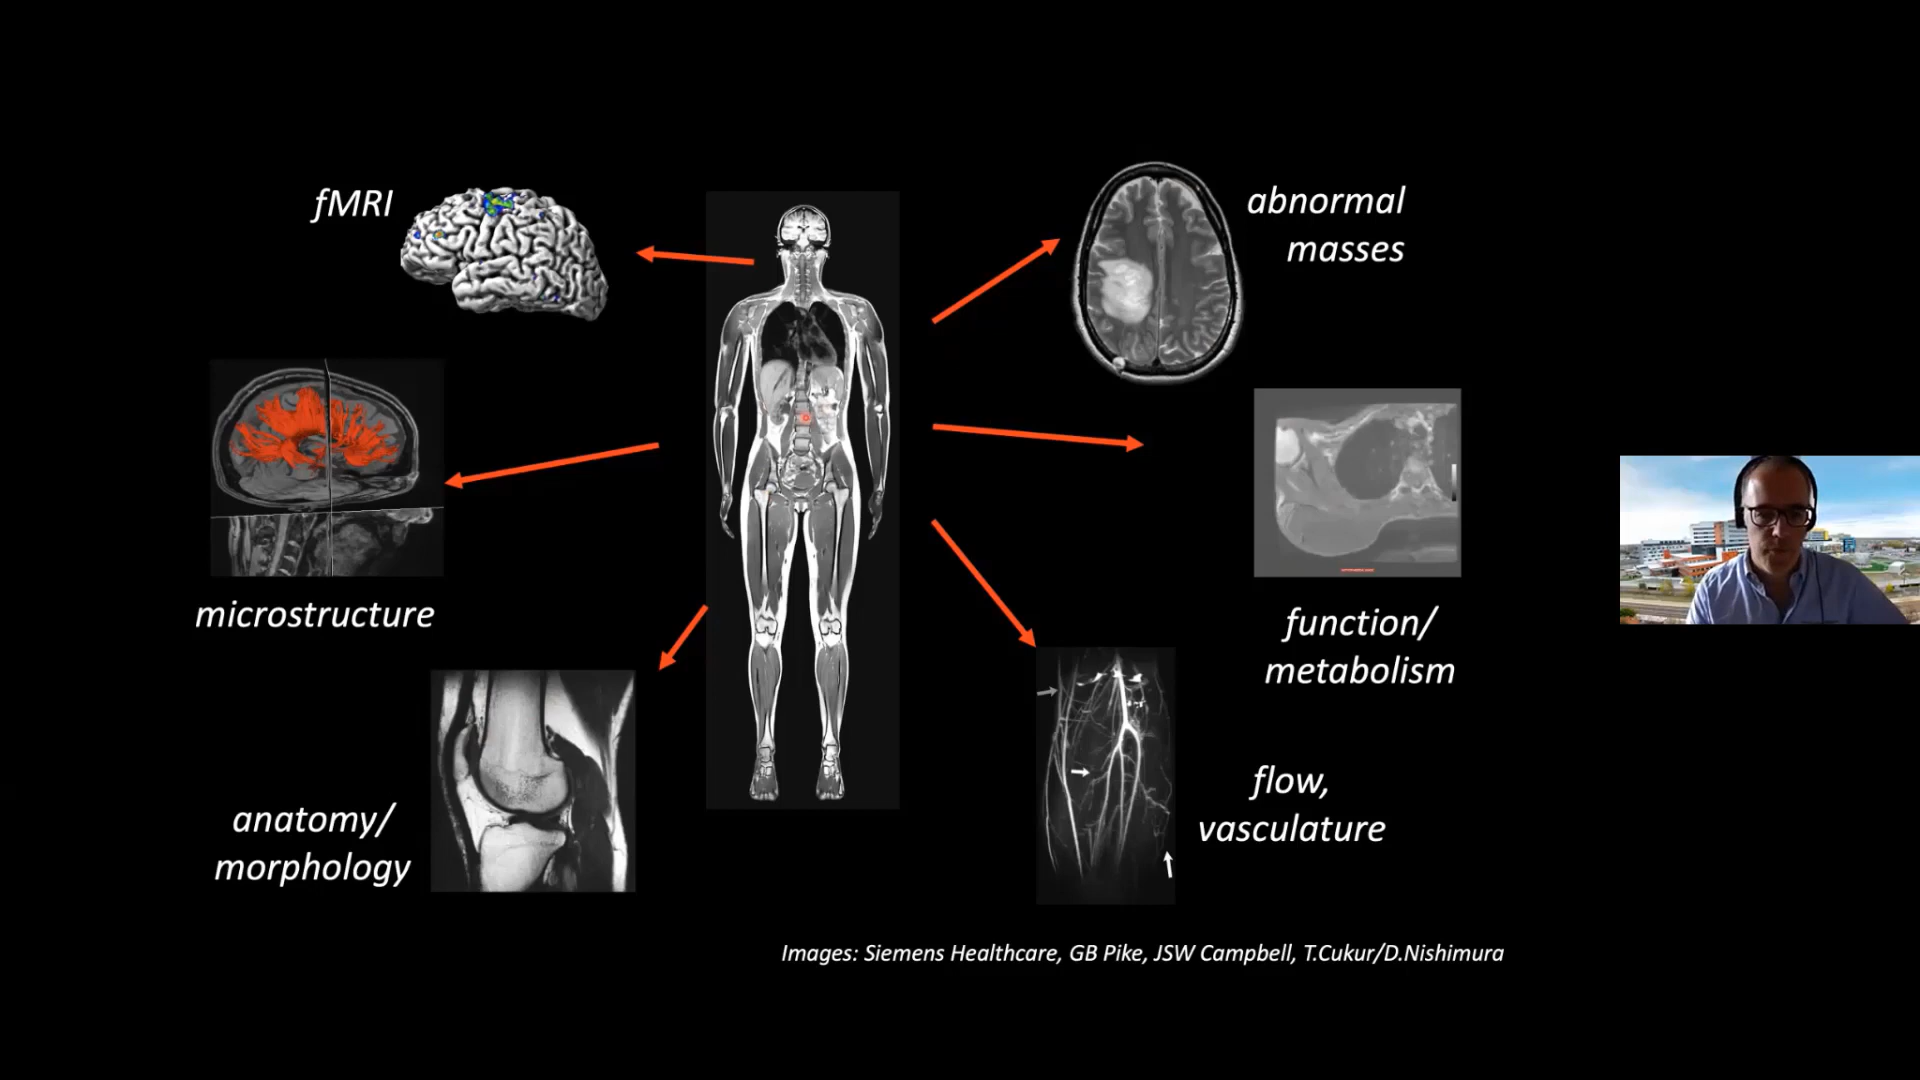 fMRI
abnormal
masses
microstructure
function/
metabolism
anatomy/
morphology
flow,
vasculature
Images: Siemens Healthcare, GB Pike, JSW Campbell, T.Cukur/D.Nishimura